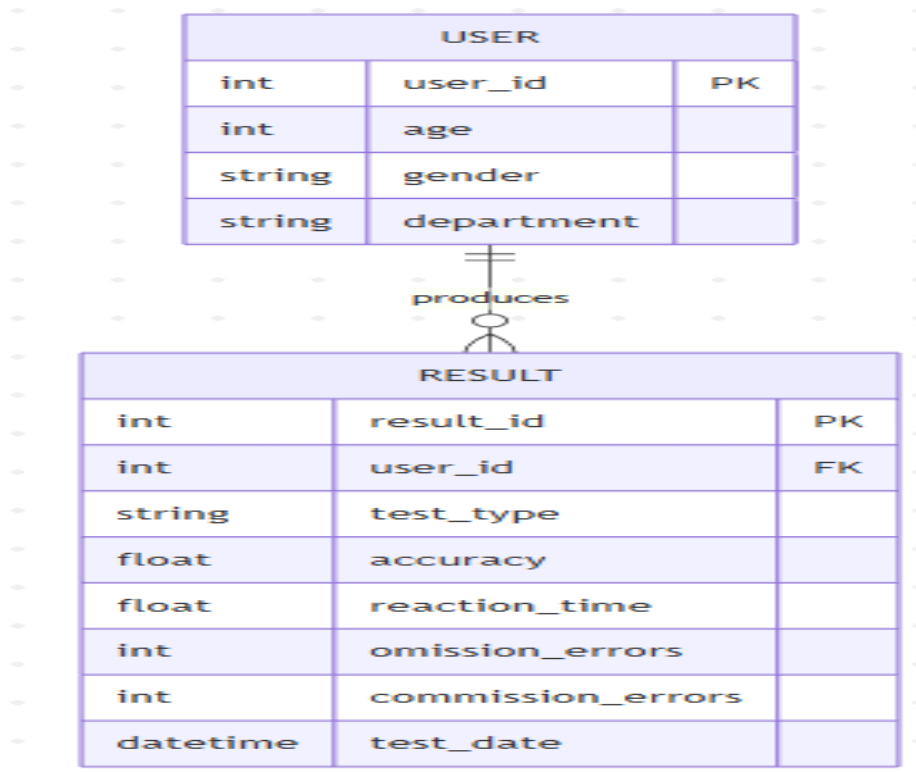 USER
int user_id PK
int age
string gender
string department
produces
RESULT
int result_id PK
int user_id FK
string test_type
float accuracy
float reaction_time
int omission_errors
int commission_errors
datetime test_date